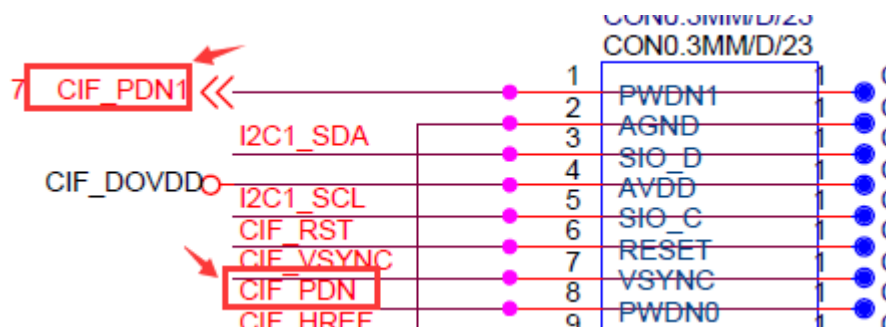 CON0.3MM/D/23
CON0.3MM/D/23
7 CIF_PDN1 1 PWDN1 1
2 AGND 1
I2C1_SDA 3 SIO_D 1
CIF_DOVDD 4 AVDD 1
I2C1_SCL 5 SIO_C 1
CIF_RST 6 RESET 1
CIF_VSYNC 7 VSYNC 1
CIF_PDN 8 PWDN0 1
CIF_HREF 9 1